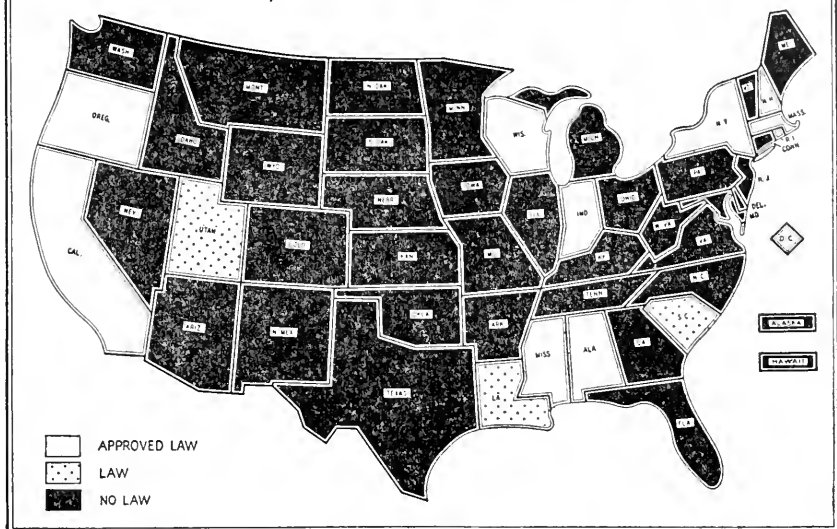 WASH
MONT
N. DAK
MINN
ME.
OREG.
IDAHO
WYO
S. DAK
WIS.
MICH
N.Y
N.H
MASS.
R.I
CONN
NEV
UTAH
COLO
NEBR
IOWA
ILL
IND
OHIO
PA
N.J
DEL.
MD
CAL.
KAN
MO
KY
W.VA
VA
D.C.
ARIZ
N.MEX
OKLA
ARK
TENN
N.C
S.C
ALASKA
HAWAII
TEXAS
LA
MISS
ALA
GA
FLA
APPROVED LAW
LAW
NO LAW